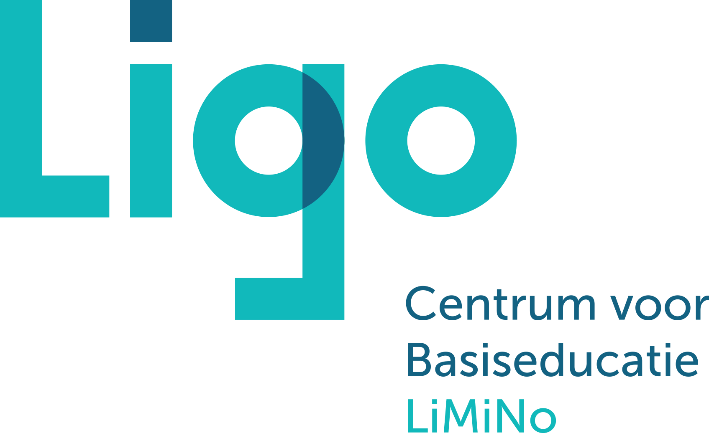 Ligo
Centrum voor
Basiseducatie
LiMiNo